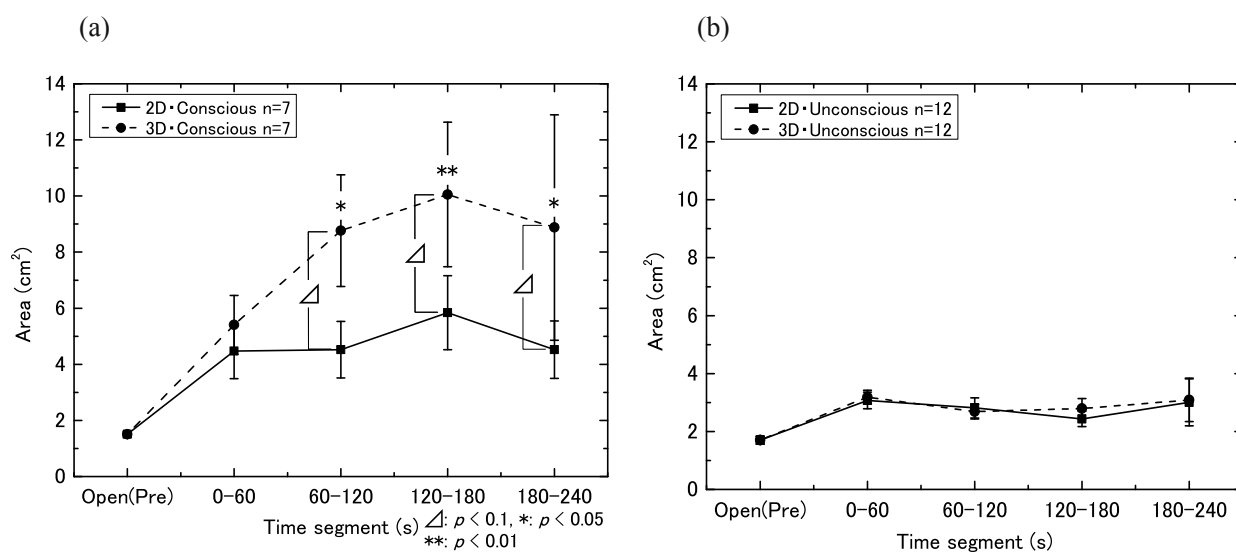 (a)
(b)
14
12
10
8
6
4
2
0
Area (cm²)
2D・Conscious n=7
3D・Conscious n=7
*
**
*
△
△
△
Open(Pre)
0-60
60-120
120-180
180-240
Time segment (s)
△: p < 0.1, *: p < 0.05
**: p < 0.01
14
12
10
8
6
4
2
0
Area (cm²)
2D・Unconscious n=12
3D・Unconscious n=12
Open(Pre)
0-60
60-120
120-180
180-240
Time segment (s)